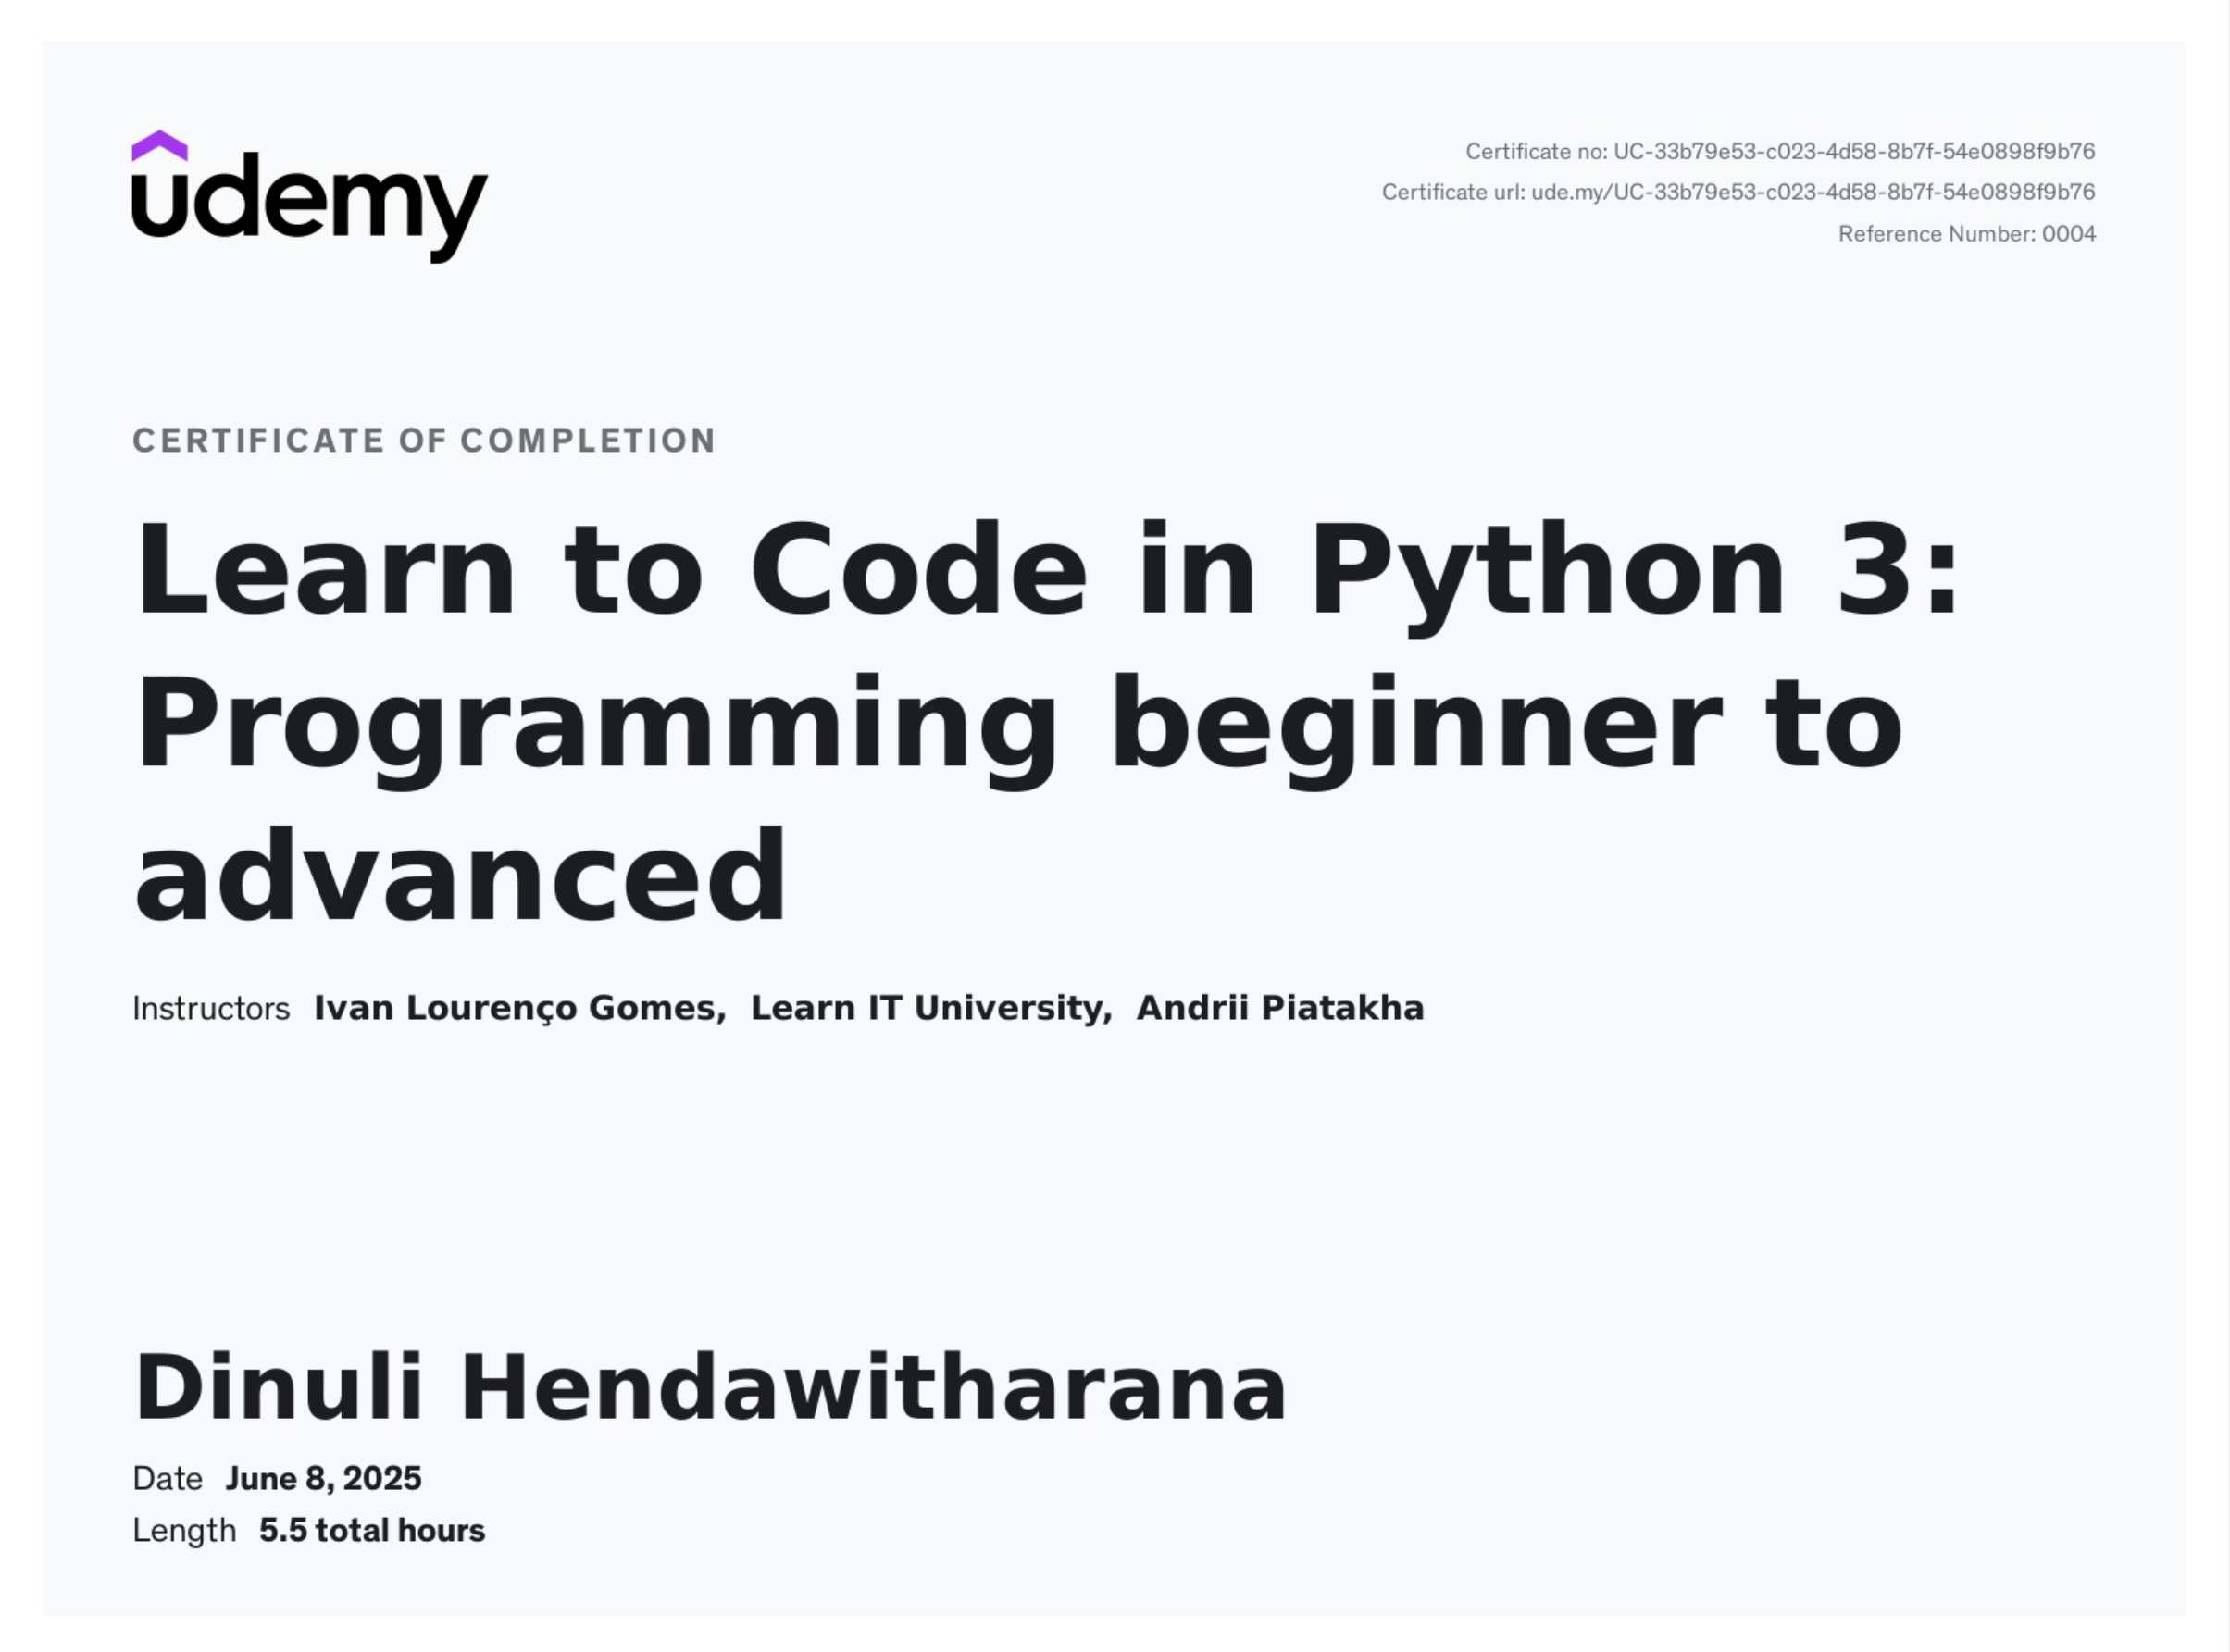 udemy
Certificate no: UC-33b79e53-c023-4d58-8b7f-54e0898f9b76
Certificate url: ude.my/UC-33b79e53-c023-4d58-8b7f-54e0898f9b76
Reference Number: 0004
CERTIFICATE OF COMPLETION
Learn to Code in Python 3:
Programming beginner to
advanced
Instructors Ivan Lourenço Gomes, Learn IT University, Andrii Piatakha
Dinuli Hendawitharana
Date June 8, 2025
Length 5.5 total hours